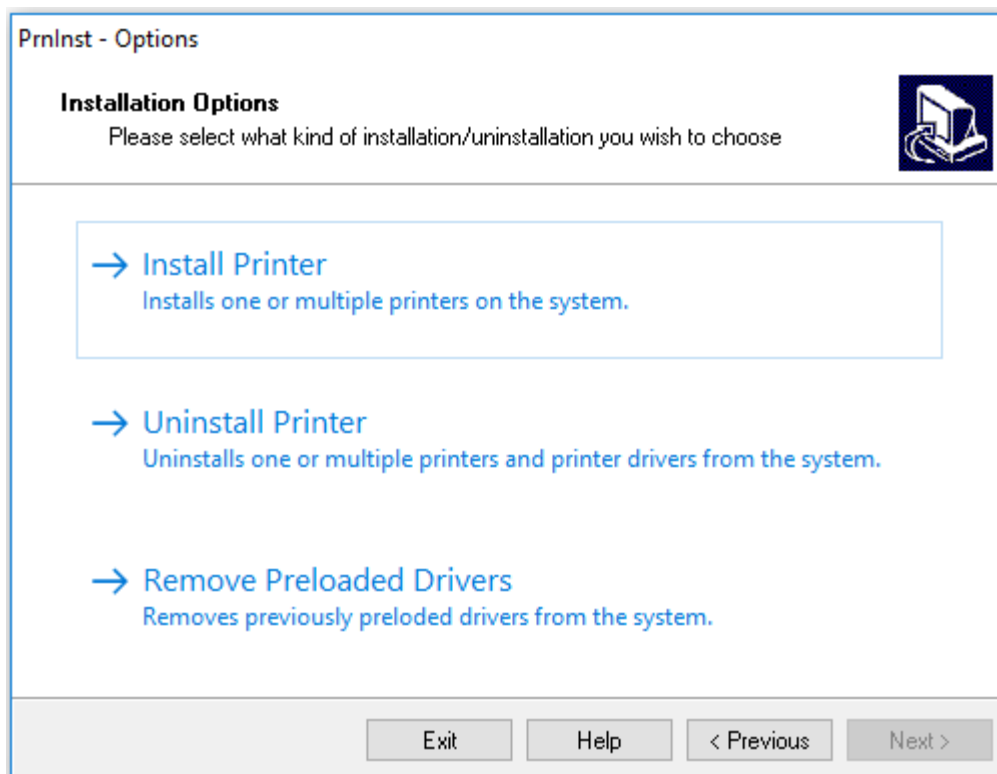 PrnInst - Options
Installation Options
Please select what kind of installation/uninstallation you wish to choose
Install Printer
Installs one or multiple printers on the system.
Uninstall Printer
Uninstalls one or multiple printers and printer drivers from the system.
Remove Preloaded Drivers
Removes previously preloded drivers from the system.
Exit Help < Previous Next >